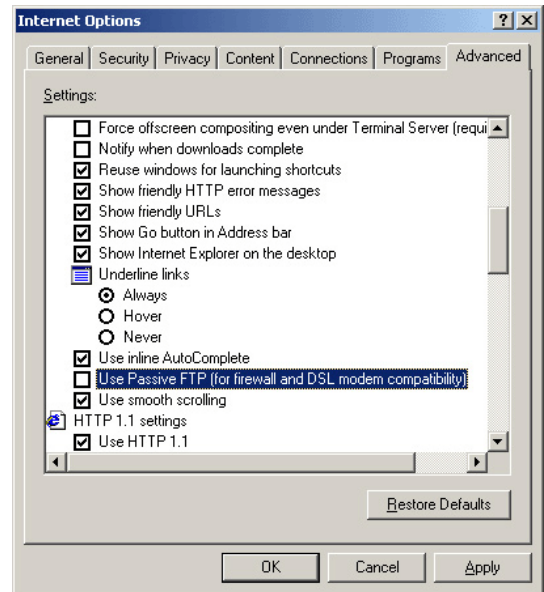 Internet Options
General Security Privacy Content Connections Programs Advanced
Settings:
Force offscreen compositing even under Terminal Server (requi
Notify when downloads complete
Reuse windows for launching shortcuts
Show friendly HTTP error messages
Show friendly URLs
Show Go button in Address bar
Show Internet Explorer on the desktop
Underline links
Always
Hover
Never
Use inline AutoComplete
Use Passive FTP (for firewall and DSL modem compatibility)
Use smooth scrolling
HTTP 1.1 settings
Use HTTP 1.1
Restore Defaults
OK Cancel Apply